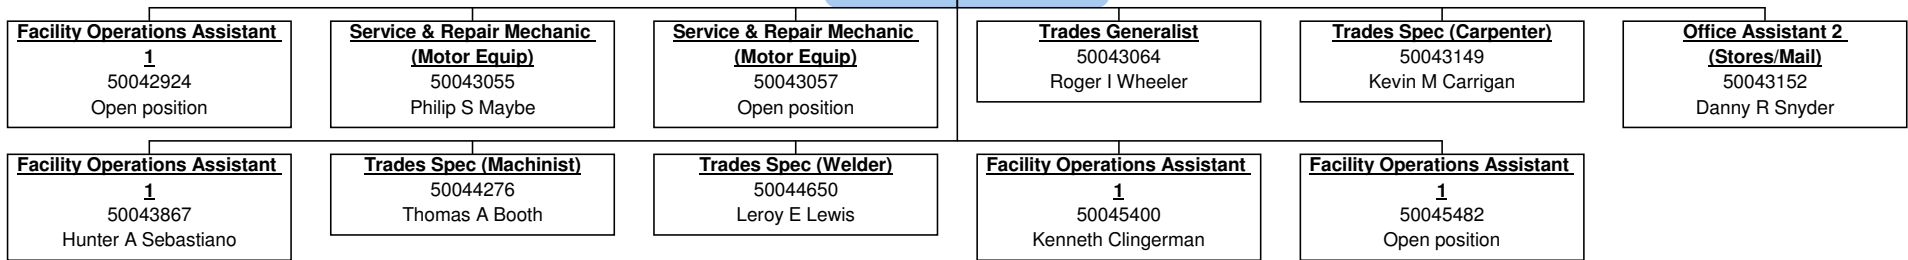 Facility Operations Assistant
1
50042924
Open position
Service & Repair Mechanic
(Motor Equip)
50043055
Philip S Maybe
Service & Repair Mechanic
(Motor Equip)
50043057
Open position
Trades Generalist
50043064
Roger I Wheeler
Trades Spec (Carpenter)
50043149
Kevin M Carrigan
Office Assistant 2
(Stores/Mail)
50043152
Danny R Snyder
Facility Operations Assistant
1
50043867
Hunter A Sebastiano
Trades Spec (Machinist)
50044276
Thomas A Booth
Trades Spec (Welder)
50044650
Leroy E Lewis
Facility Operations Assistant
1
50045400
Kenneth Clingerman
Facility Operations Assistant
1
50045482
Open position